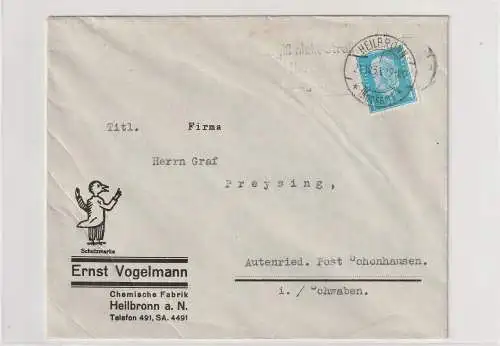 HEILBRONN
Titl. Firma
Herrn Graf
Preysing,
Autenried. Post Schonhausen.
i. / Schwaben.
Schutzmarke
Ernst Vogelmann
Chemische Fabrik
Heilbronn a. N.
Telefon 491, SA. 4491